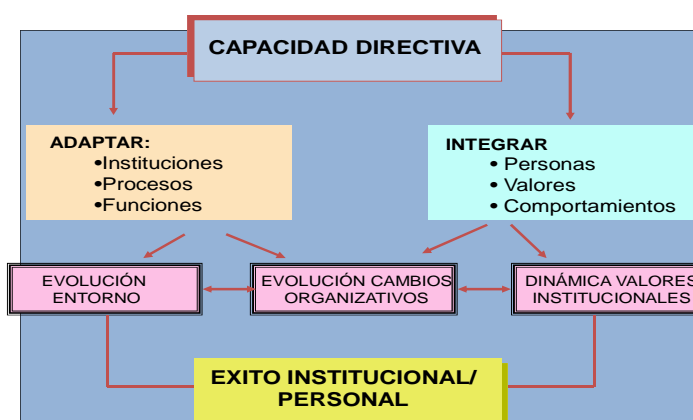 CAPACIDAD DIRECTIVA
ADAPTAR:
•Instituciones
•Procesos
•Funciones
INTEGRAR
• Personas
• Valores
• Comportamientos
EVOLUCIÓN
ENTORNO
EVOLUCIÓN CAMBIOS
ORGANIZATIVOS
DINÁMICA VALORES
INSTITUCIONALES
EXITO INSTITUCIONAL/
PERSONAL